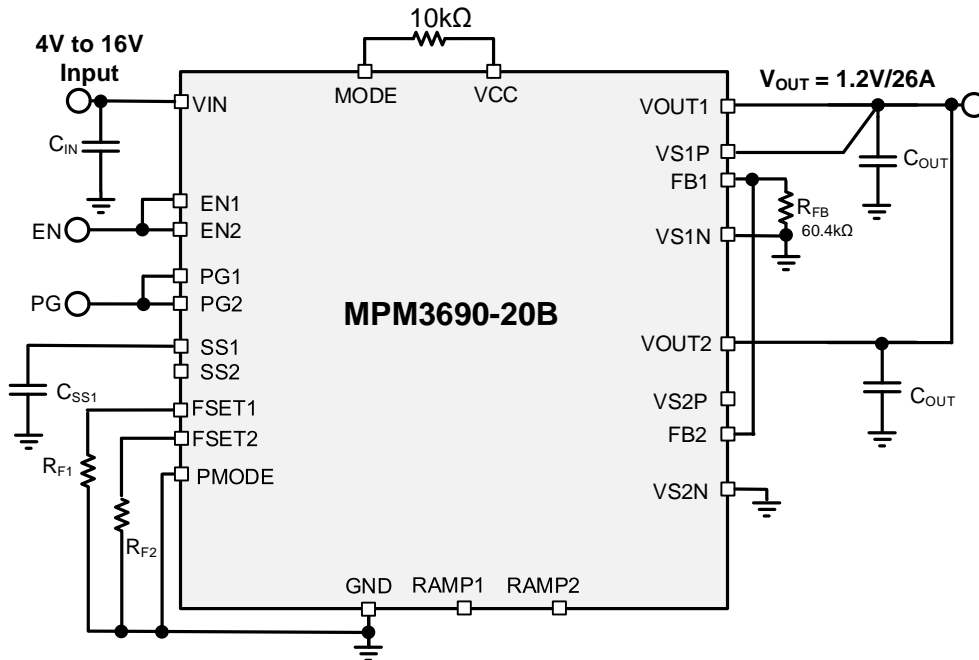 10kΩ
4V to 16V
Input
MODE
VCC
VOUT = 1.2V/26A
VIN
VOUT1
CIN
VS1P
COUT
FB1
EN1
RFB
60.4kΩ
EN
EN2
VS1N
PG1
PG
PG2
MPM3690-20B
SS1
VOUT2
SS2
CSS1
VS2P
COUT
FSET1
FSET2
FB2
RF1
PMODE
VS2N
RF2
GND
RAMP1
RAMP2